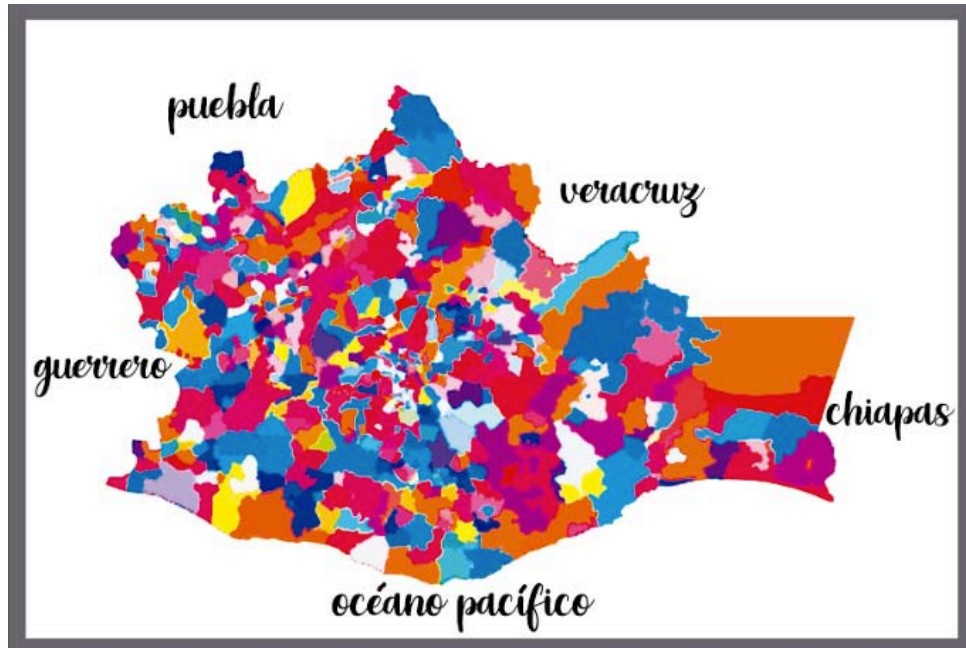 puebla
veracruz
guerrero
chiapas
océano pacífico